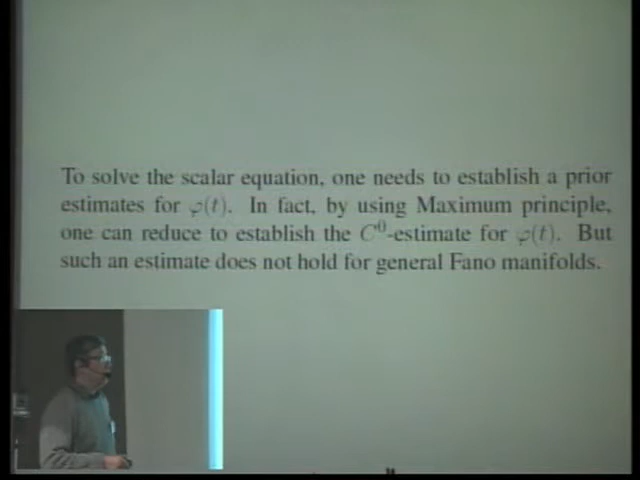 To solve the scalar equation, one needs to establish a prior
estimates for φ(t). In fact, by using Maximum principle,
one can reduce to establish the C⁰-estimate for φ(t). But
such an estimate does not hold for general Fano manifolds.